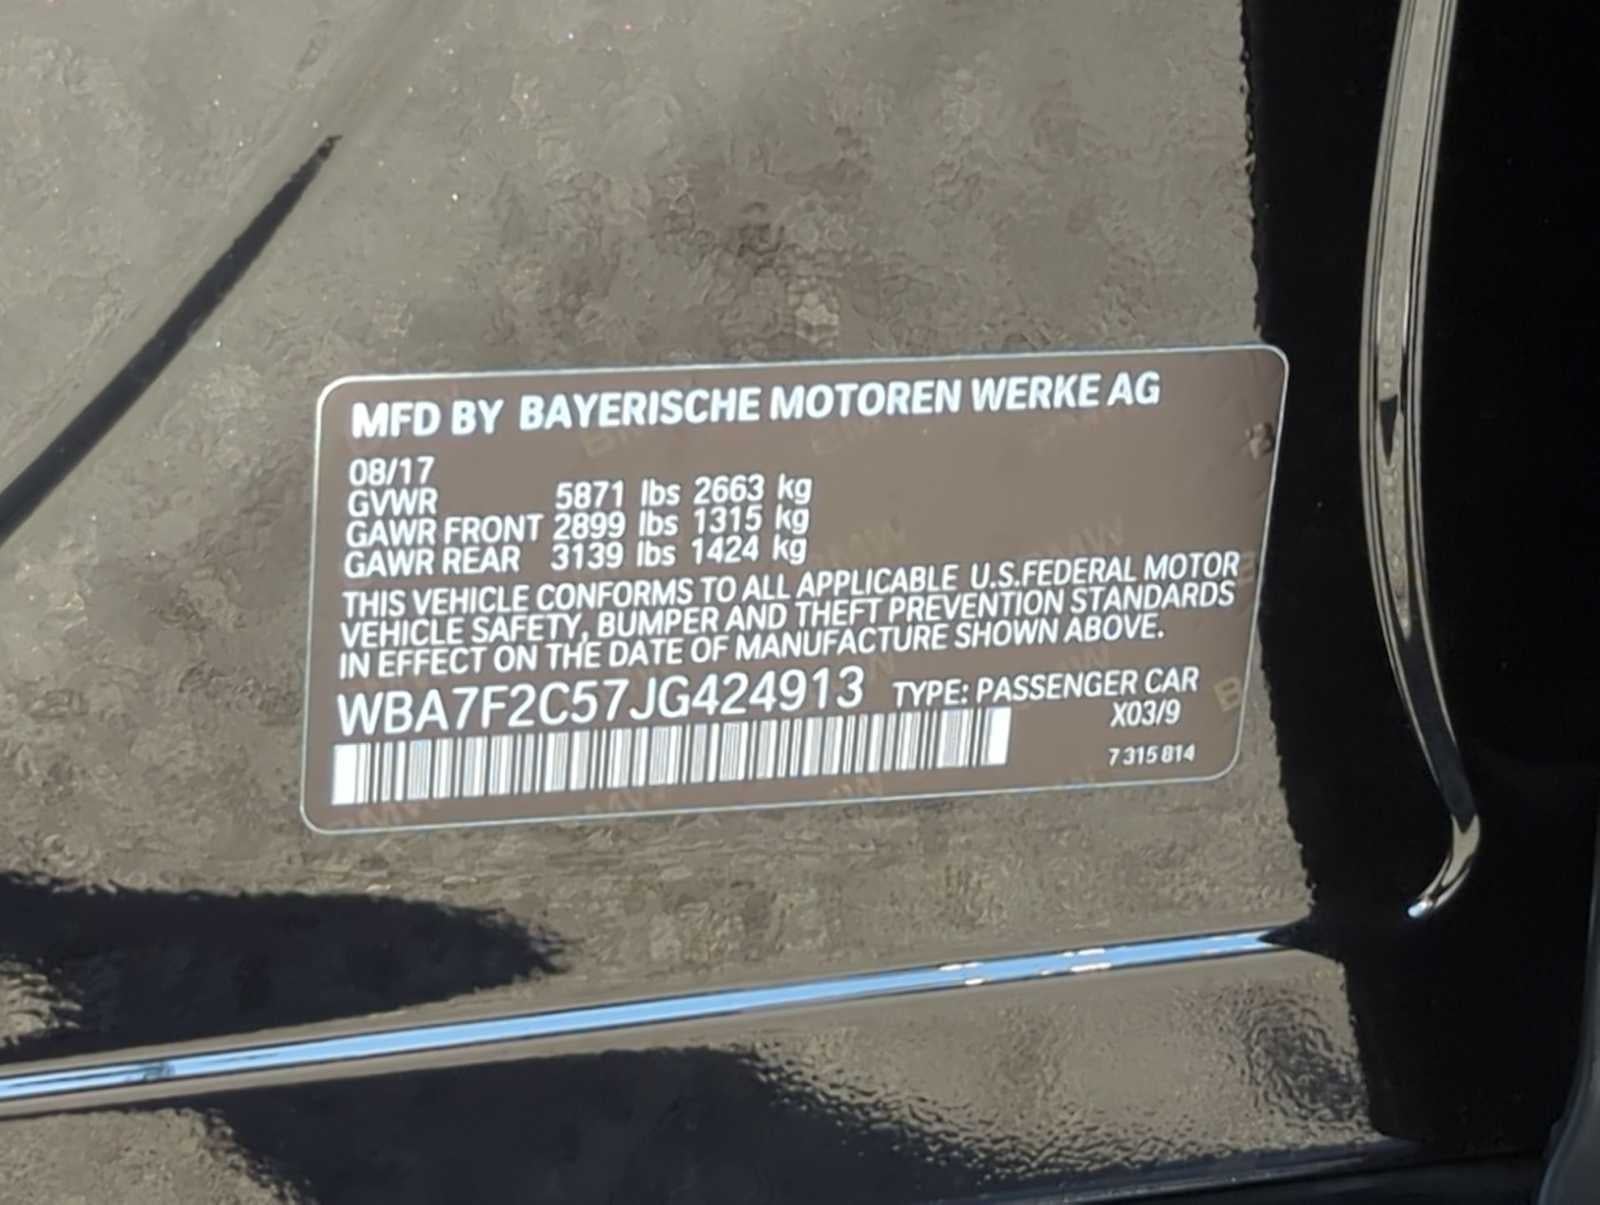 MFD BY BAYERISCHE MOTOREN WERKE AG
08/17
GVWR 5871 lbs 2663 kg
GAWR FRONT 2899 lbs 1315 kg
GAWR REAR 3139 lbs 1424 kg
THIS VEHICLE CONFORMS TO ALL APPLICABLE U.S.FEDERAL MOTOR
VEHICLE SAFETY, BUMPER AND THEFT PREVENTION STANDARDS
IN EFFECT ON THE DATE OF MANUFACTURE SHOWN ABOVE.
WBA7F2C57JG424913 TYPE: PASSENGER CAR
X03/9
7 315 814